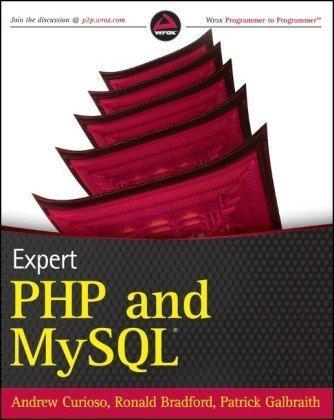 Join the discussion @ p2p.wrox.com
wrox
Wrox Programmer to Programmer™
Expert
PHP and
MySQL®
Andrew Curioso, Ronald Bradford, Patrick Galbraith